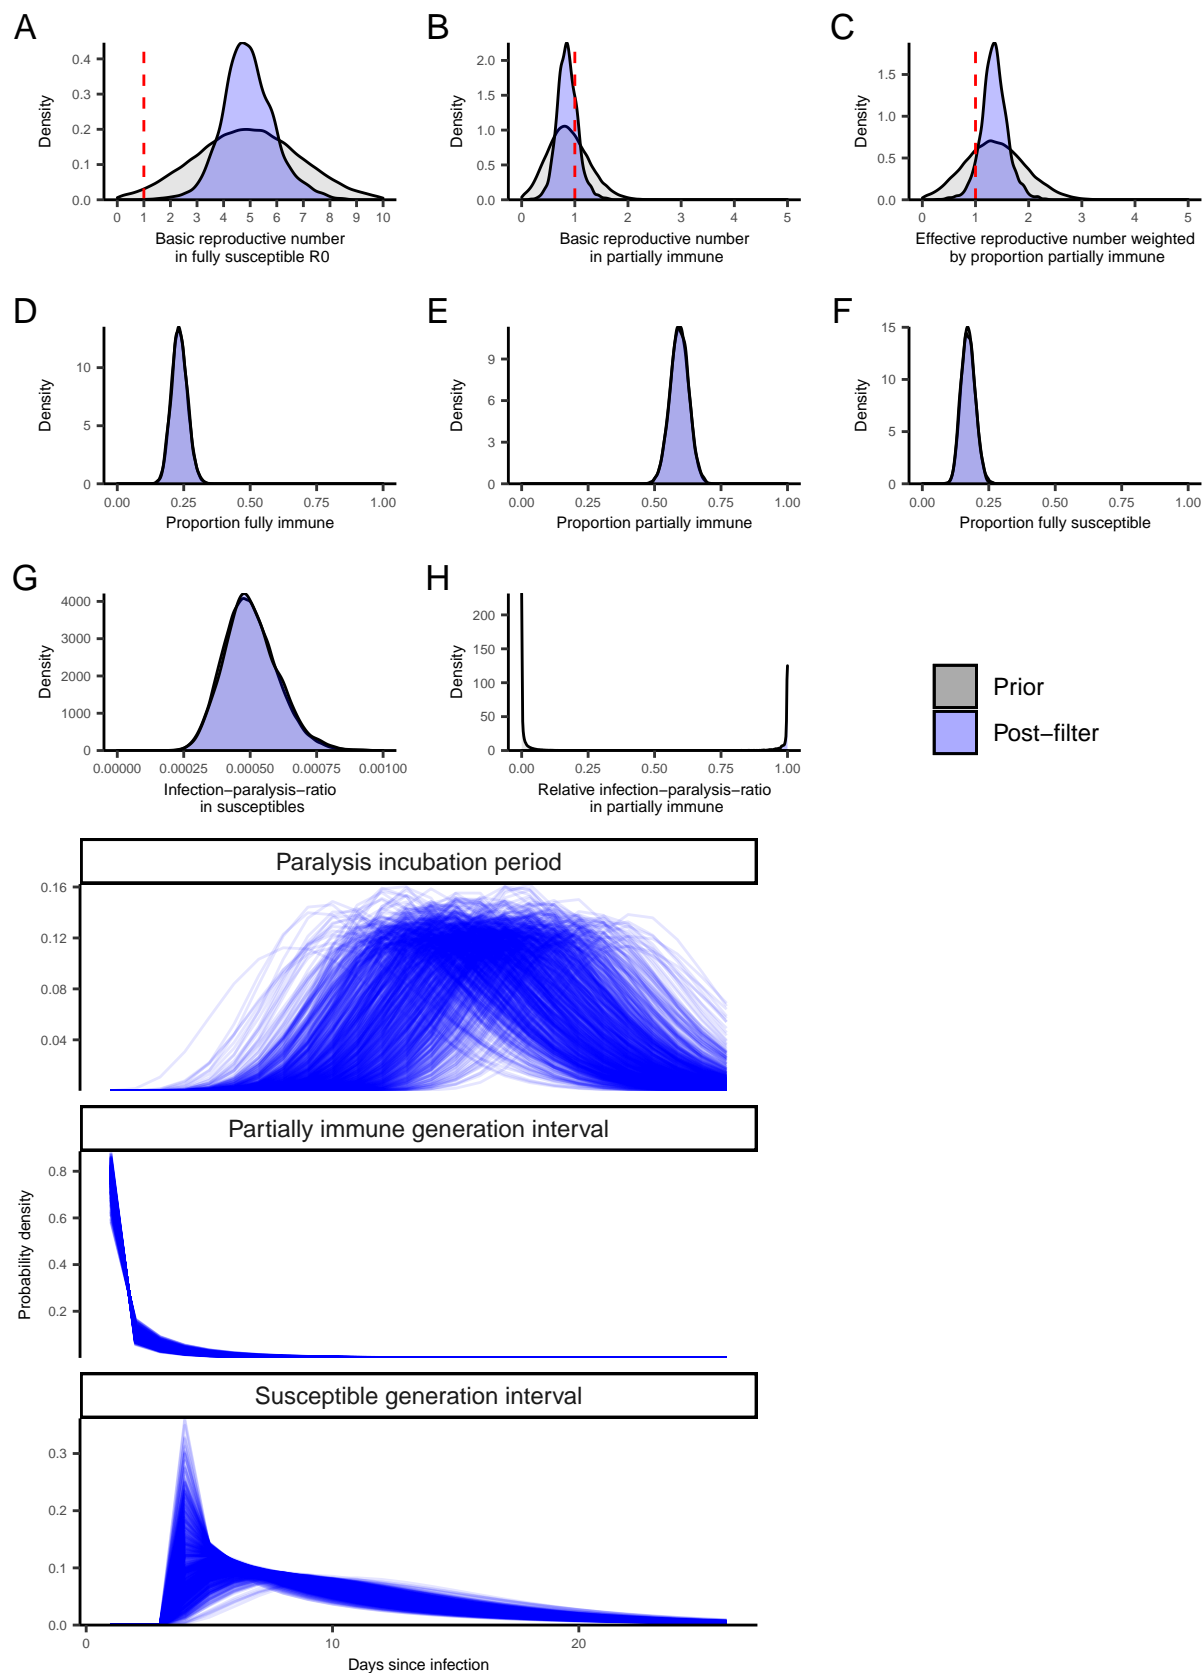 A
B
C
0.4
0.3
0.2
0.1
0.0
Density
0 1 2 3 4 5 6 7 8 9 10
Basic reproductive number
in fully susceptible R0
2.0
1.5
1.0
0.5
0.0
Density
0 1 2 3 4 5
Basic reproductive number
in partially immune
1.5
1.0
0.5
0.0
Density
0 1 2 3 4 5
Effective reproductive number weighted
by proportion partially immune
D
E
F
10
5
0
Density
0.00 0.25 0.50 0.75 1.00
Proportion fully immune
9
6
3
0
Density
0.00 0.25 0.50 0.75 1.00
Proportion partially immune
15
10
5
0
Density
0.00 0.25 0.50 0.75 1.00
Proportion fully susceptible
G
H
4000
3000
2000
1000
0
Density
0.00000 0.00025 0.00050 0.00075 0.00100
Infection−paralysis−ratio
in susceptibles
200
150
100
50
0
Density
0.00 0.25 0.50 0.75 1.00
Relative infection−paralysis−ratio
in partially immune
Prior
Post−filter
Paralysis incubation period
0.16
0.12
0.08
0.04
Partially immune generation interval
0.8
0.6
0.4
0.2
Probability density
Susceptible generation interval
0.3
0.2
0.1
0.0
0 10 20
Days since infection